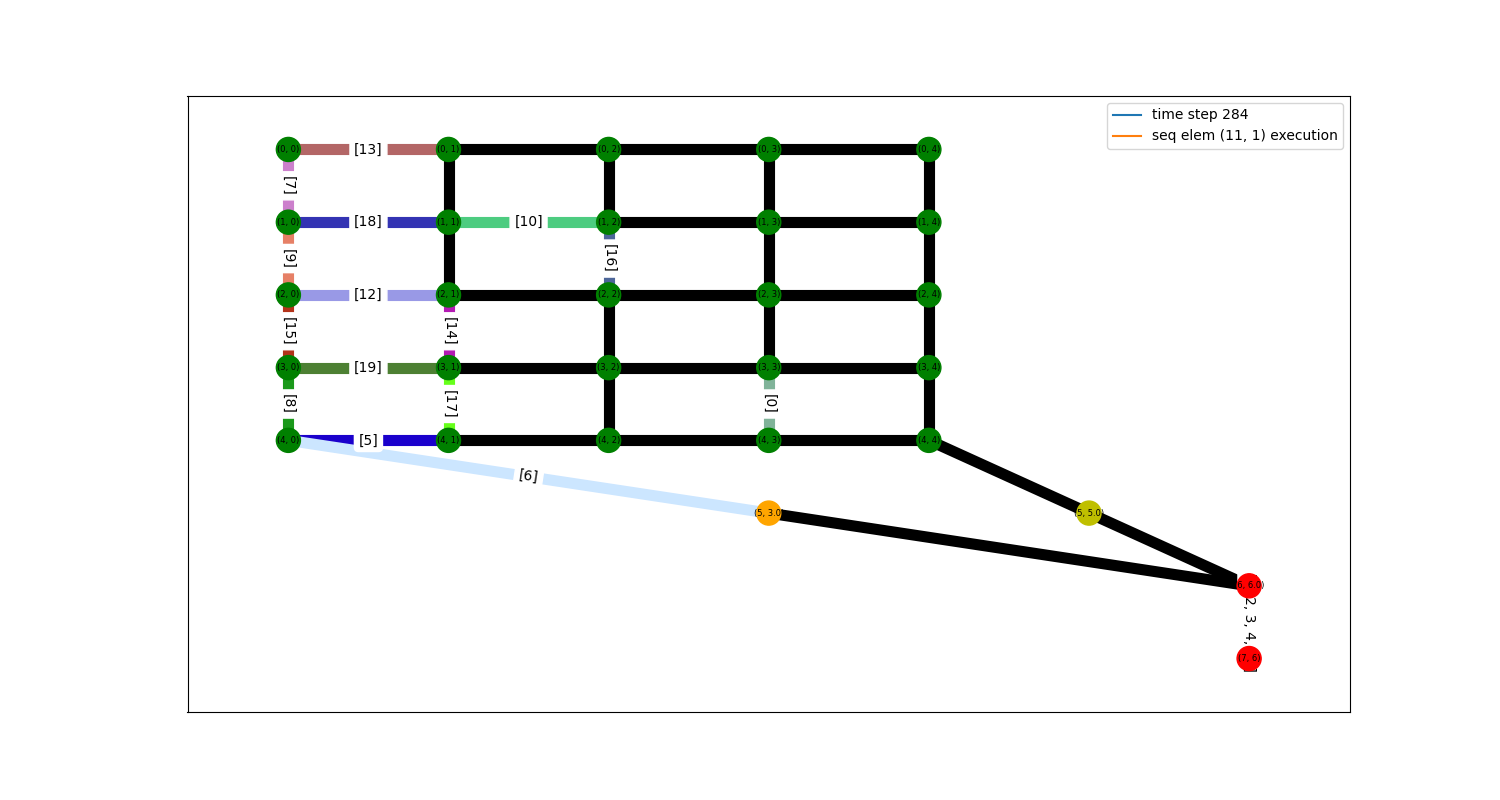 time step 284
seq elem (11, 1) execution
(0, 0) [13] (0, 1) (0, 2) (0, 3) (0, 4)
[7]
(1, 0) [18] (1, 1) [10] (1, 2) (1, 3) (1, 4)
[9] [16]
(2, 0) [12] (2, 1) (2, 2) (2, 3) (2, 4)
[15] [14]
(3, 0) [19] (3, 1) (3, 2) (3, 3) (3, 4)
[8] [17] [0]
(4, 0) [5] (4, 1) (4, 2) (4, 3) (4, 4)
[6]
(5, 3.0) (5, 5.0)
(6, 6.0)
2, 3, 4,
(7, 6)